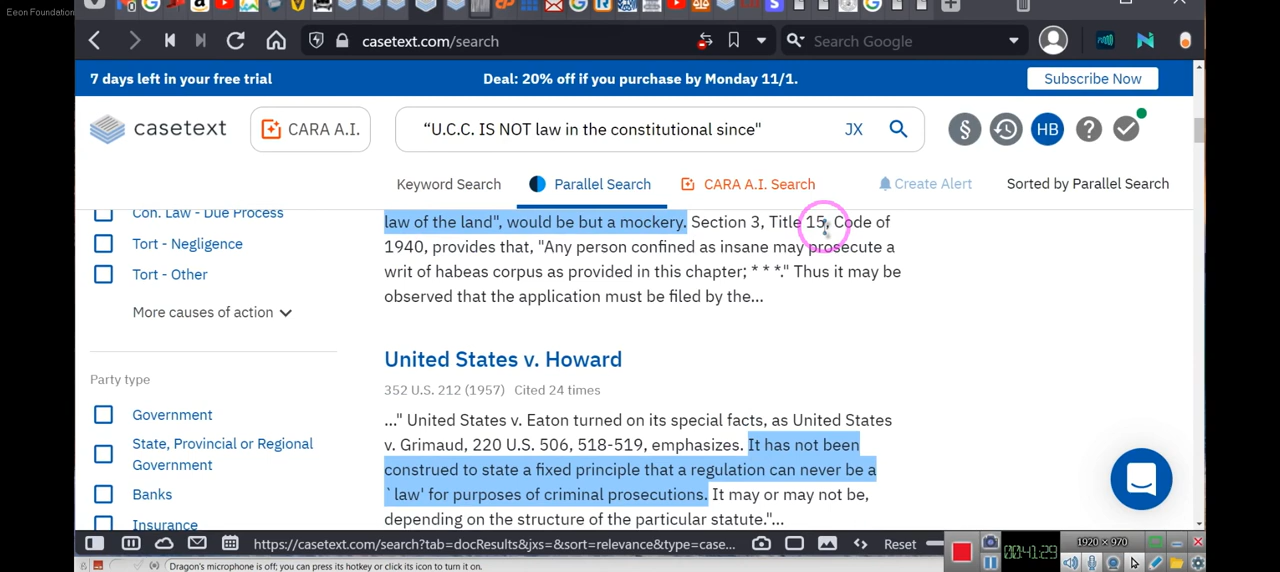 Eeon Foundation
casetext.com/search
Search Google
7 days left in your free trial
Deal: 20% off if you purchase by Monday 11/1.
Subscribe Now
casetext
CARA A.I.
“U.C.C. IS NOT law in the constitutional since"
JX
§
HB
?
Keyword Search
Parallel Search
CARA A.I. Search
Create Alert
Sorted by Parallel Search
Con. Law - Due Process
Tort - Negligence
Tort - Other
More causes of action
Party type
Government
State, Provincial or Regional
Government
Banks
Insurance
law of the land", would be but a mockery. Section 3, Title 15, Code of
1940, provides that, "Any person confined as insane may prosecute a
writ of habeas corpus as provided in this chapter; * * *." Thus it may be
observed that the application must be filed by the...
United States v. Howard
352 U.S. 212 (1957) Cited 24 times
..." United States v. Eaton turned on its special facts, as United States
v. Grimaud, 220 U.S. 506, 518-519, emphasizes. It has not been
construed to state a fixed principle that a regulation can never be a
`law' for purposes of criminal prosecutions. It may or may not be,
depending on the structure of the particular statute."...
https://casetext.com/search?tab=docResults&jxs=&sort=relevance&type=case...
Reset
00:41:29
1920 × 970
Dragon's microphone is off; you can press its hotkey or click its icon to turn it on.